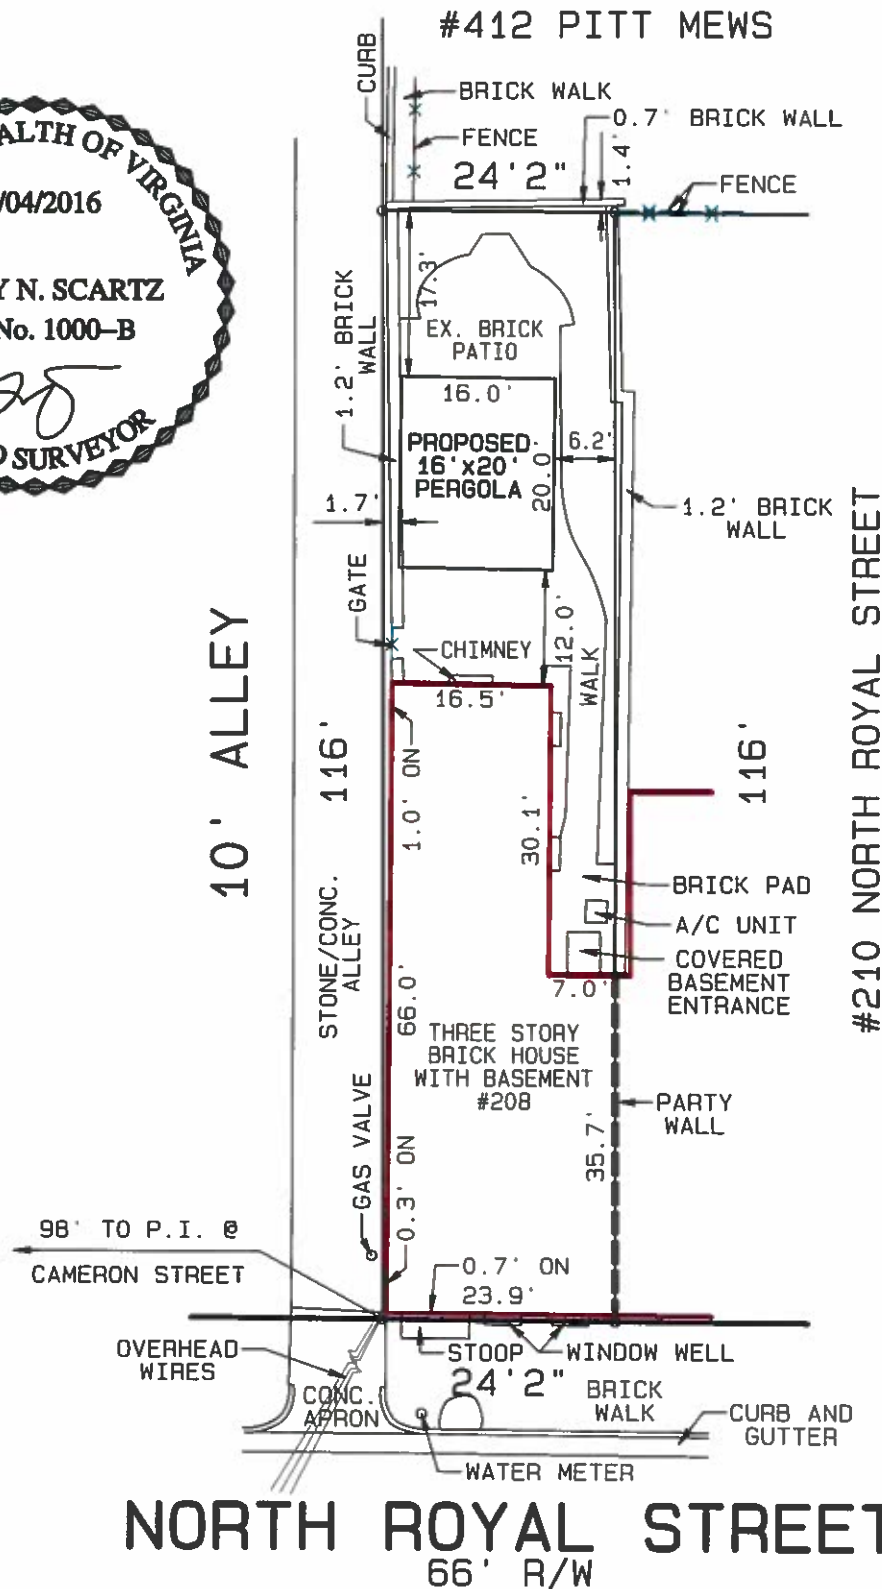 #412 PITT MEWS
CURB
BRICK WALK
0.7' BRICK WALL
FENCE
24'2"
1.4'
FENCE
ALTH OF VIRGINIA
/04/2016
Y N. SCARTZ
No. 1000-B
SURVEYOR
17.3'
1.2' BRICK
WALL
EX. BRICK
PATIO
16.0'
PROPOSED
16'x20'
PERGOLA
20.0
6.2'
1.7'
1.2' BRICK
WALL
GATE
CHIMNEY
12.0'
WALK
16.5'
10' ALLEY
116'
1.0' ON
30.1'
116'
#210 NORTH ROYAL STREET
BRICK PAD
A/C UNIT
COVERED
BASEMENT
ENTRANCE
7.0'
STONE/CONC.
ALLEY
66.0'
THREE STORY
BRICK HOUSE
WITH BASEMENT
#208
PARTY
WALL
35.7'
GAS VALVE
0.3' ON
98' TO P.I. @
CAMERON STREET
0.7' ON
23.9'
OVERHEAD
WIRES
STOOP
WINDOW WELL
24'2"
BRICK
WALK
CONC.
APRON
CURB AND
GUTTER
WATER METER
NORTH ROYAL STREET
66' R/W